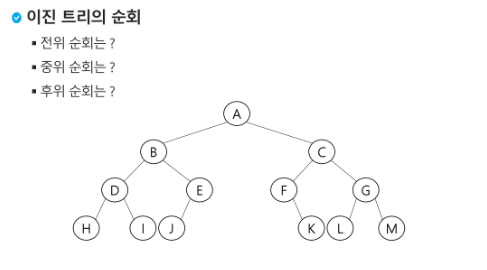 이진 트리의 순회
▪ 전위 순회는 ?
▪ 중위 순회는 ?
▪ 후위 순회는 ?
A
B C
D E F G
H I J K L M